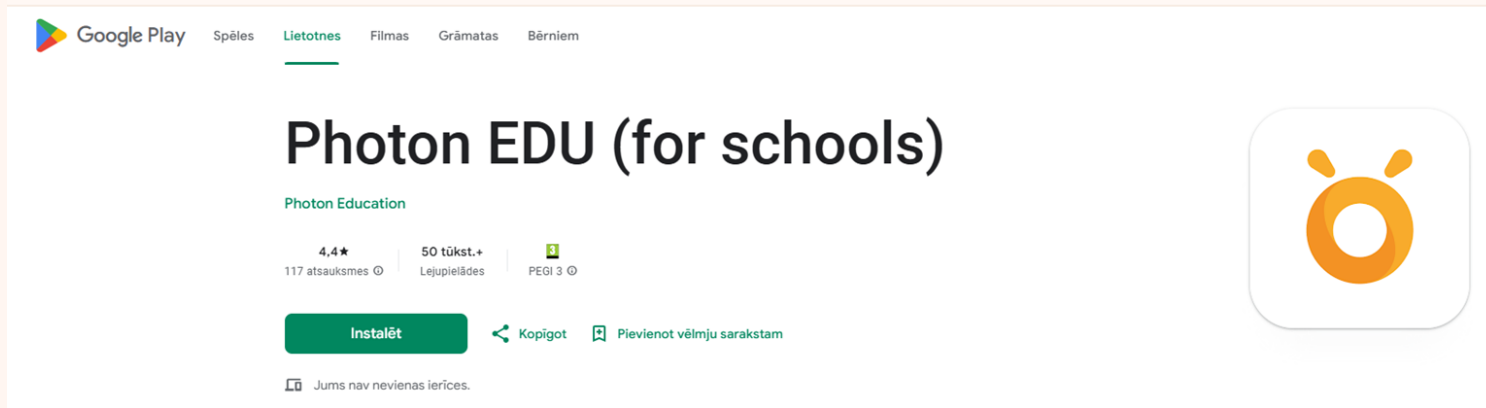 Google Play Spēles Lietotnes Filmas Grāmatas Bērniem
Photon EDU (for schools)
Photon Education
4,4★ 50 tūkst.+ 3
117 atsauksmes Lejupielādes PEGI 3
Instalēt Kopīgot Pievienot vēlmju sarakstam
Jums nav nevienas ierīces.